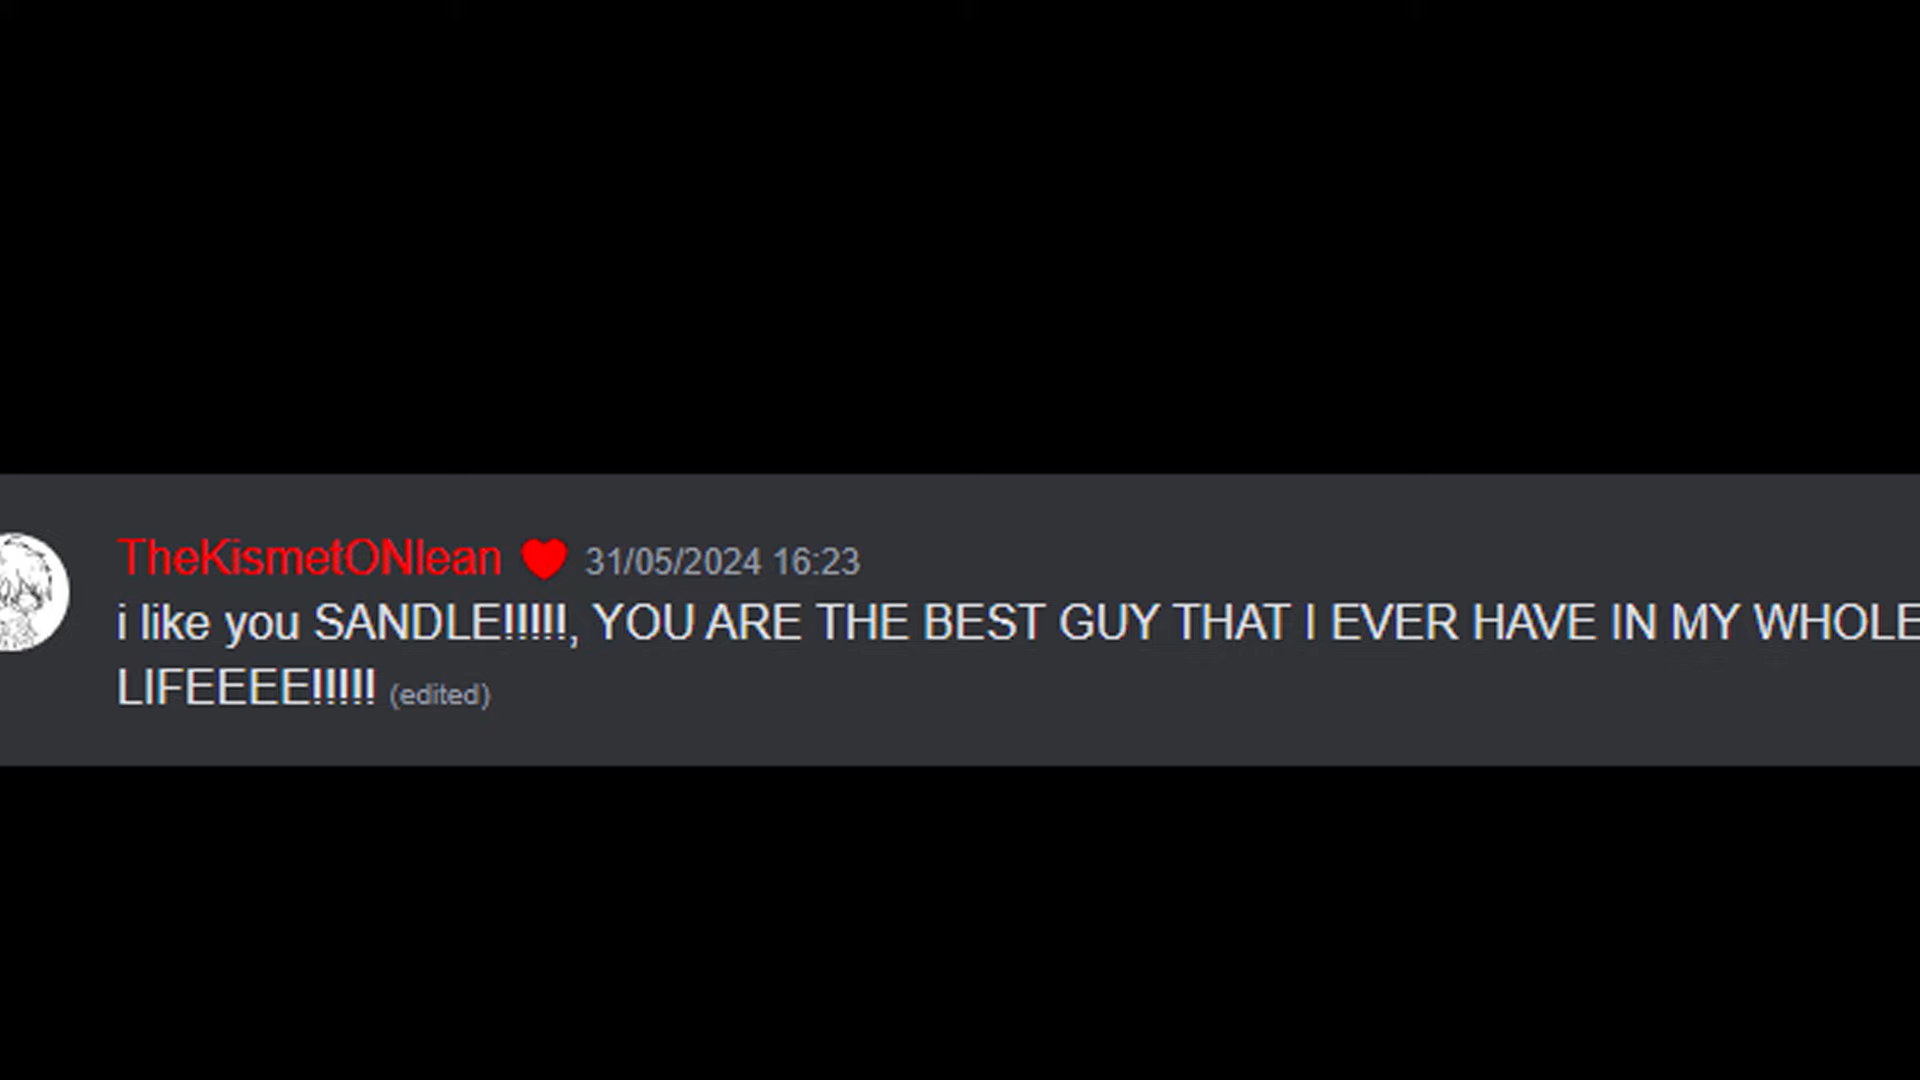 TheKismetONlean ❤ 31/05/2024 16:23
i like you SANDLE!!!!!, YOU ARE THE BEST GUY THAT I EVER HAVE IN MY WHOLE
LIFEEEE!!!!! (edited)